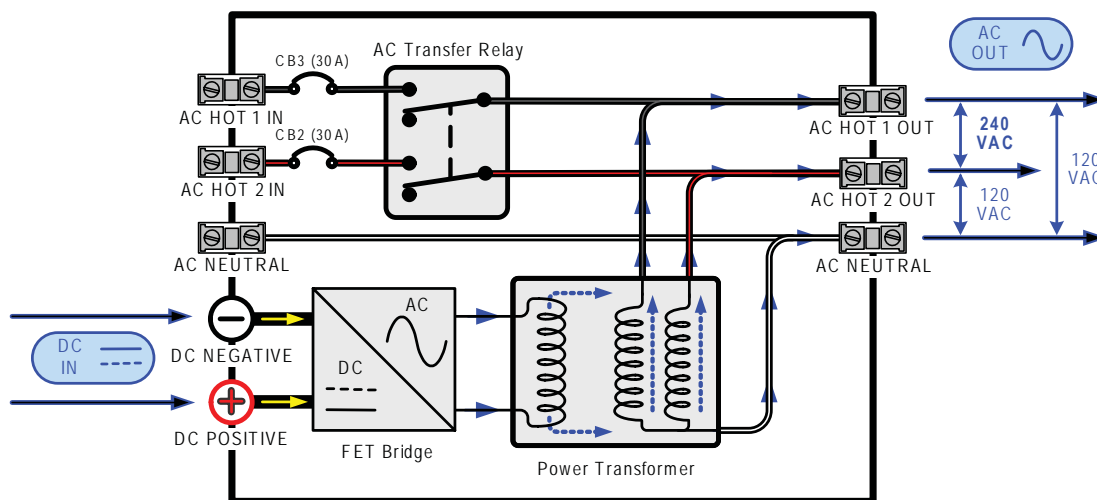 AC Transfer Relay
CB3 (30A)
AC HOT 1 IN
CB2 (30A)
AC HOT 2 IN
AC NEUTRAL
AC
OUT
AC HOT 1 OUT
240
VAC
120
VAC
AC HOT 2 OUT
120
VAC
AC NEUTRAL
DC
IN
DC NEGATIVE
DC POSITIVE
AC
DC
FET Bridge
Power Transformer